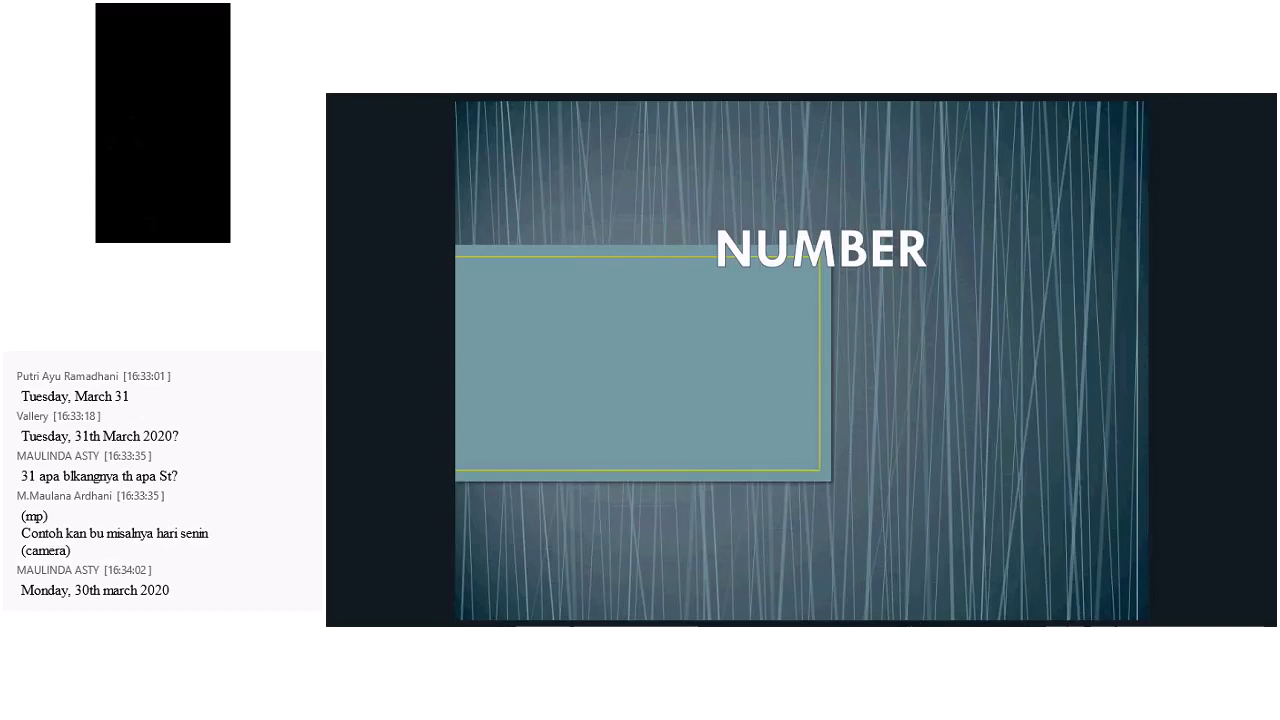 NUMBER
Putri Ayu Ramadhani [16:33:01]
Tuesday, March 31
Vallery [16:33:18]
Tuesday, 31th March 2020?
MAULINDA ASTY [16:33:35]
31 apa blkangnya th apa St?
M.Maulana Ardhani [16:33:35]
(mp)
Contoh kan bu misalnya hari senin
(camera)
MAULINDA ASTY [16:34:02]
Monday, 30th march 2020